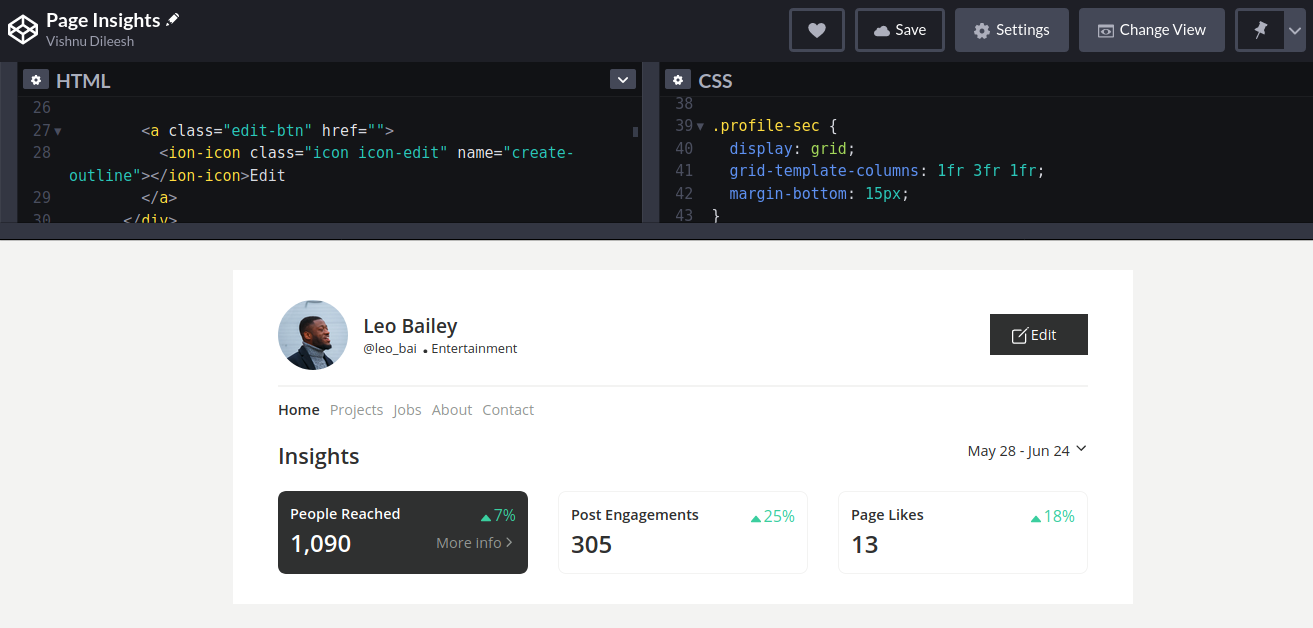 Page Insights
Vishnu Dileesh
Save
Settings
Change View
HTML
26
27 <a class="edit-btn" href="">
28 <ion-icon class="icon icon-edit" name="create-
outline"></ion-icon>Edit
29 </a>
30 </div>
CSS
38
39 .profile-sec {
40 display: grid;
41 grid-template-columns: 1fr 3fr 1fr;
42 margin-bottom: 15px;
43 }
Leo Bailey
@leo_bai • Entertainment
Edit
Home Projects Jobs About Contact
Insights
May 28 - Jun 24
People Reached
7%
1,090
More info
Post Engagements
25%
305
Page Likes
18%
13